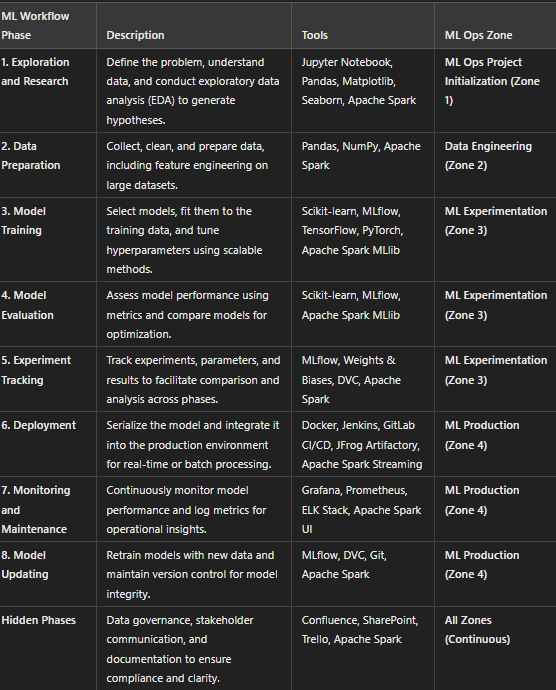 ML Workflow
Phase
Description
Tools
ML Ops Zone
1. Exploration
and Research
Define the problem, understand
data, and conduct exploratory data
analysis (EDA) to generate
hypotheses.
Jupyter Notebook,
Pandas, Matplotlib,
Seaborn, Apache Spark
ML Ops Project
Initialization (Zone
1)
2. Data
Preparation
Collect, clean, and prepare data,
including feature engineering on
large datasets.
Pandas, NumPy, Apache
Spark
Data Engineering
(Zone 2)
3. Model
Training
Select models, fit them to the
training data, and tune
hyperparameters using scalable
methods.
Scikit-learn, MLflow,
TensorFlow, PyTorch,
Apache Spark MLlib
ML Experimentation
(Zone 3)
4. Model
Evaluation
Assess model performance using
metrics and compare models for
optimization.
Scikit-learn, MLflow,
Apache Spark MLlib
ML Experimentation
(Zone 3)
5. Experiment
Tracking
Track experiments, parameters, and
results to facilitate comparison and
analysis across phases.
MLflow, Weights &
Biases, DVC, Apache
Spark
ML Experimentation
(Zone 3)
6. Deployment
Serialize the model and integrate it
into the production environment
for real-time or batch processing.
Docker, Jenkins, GitLab
CI/CD, JFrog Artifactory,
Apache Spark Streaming
ML Production
(Zone 4)
7. Monitoring
and
Maintenance
Continuously monitor model
performance and log metrics for
operational insights.
Grafana, Prometheus,
ELK Stack, Apache Spark
UI
ML Production
(Zone 4)
8. Model
Updating
Retrain models with new data and
maintain version control for model
integrity.
MLflow, DVC, Git,
Apache Spark
ML Production
(Zone 4)
Hidden Phases
Data governance, stakeholder
communication, and
documentation to ensure
compliance and clarity.
Confluence, SharePoint,
Trello, Apache Spark
All Zones
(Continuous)